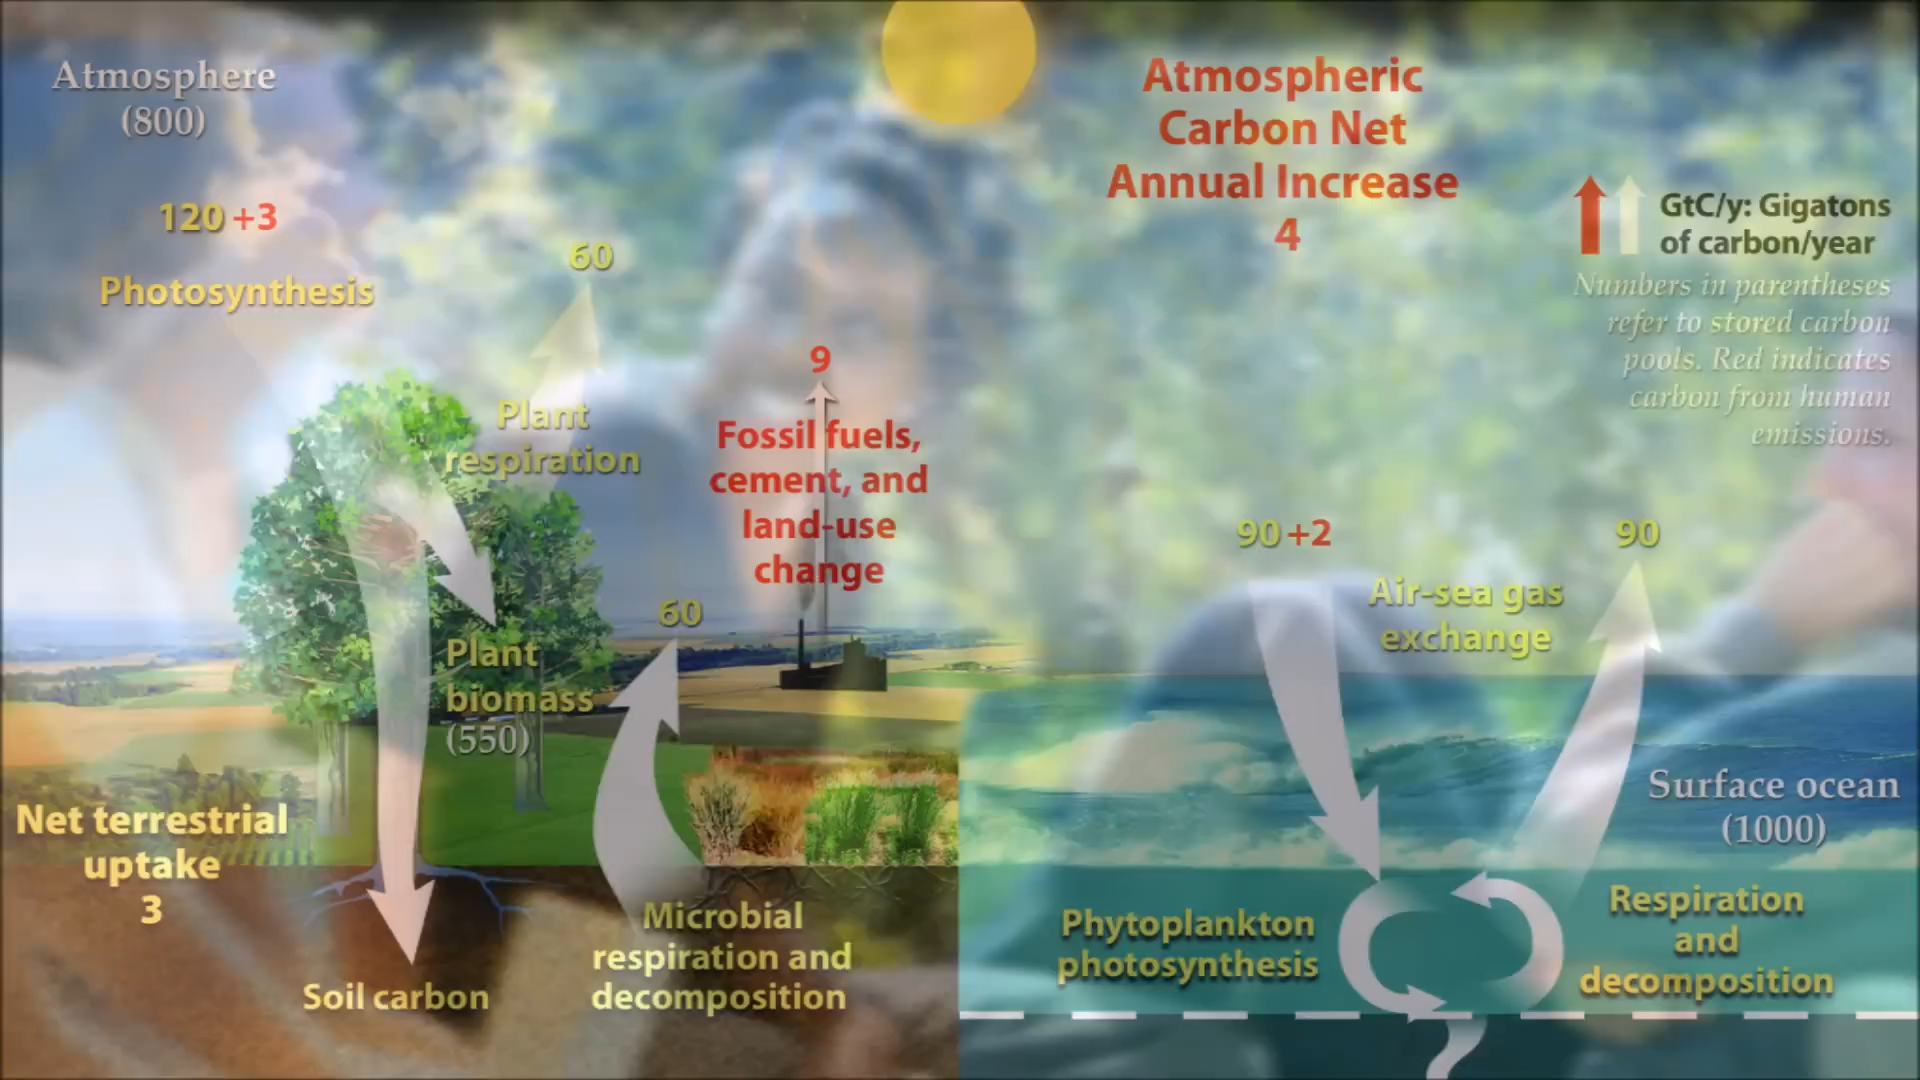 Atmosphere
(800)
120 +3
Photosynthesis
60
Plant
respiration
9
Fossil fuels,
cement, and
land-use
change
60
Plant
biomass
(550)
Net terrestrial
uptake
3
Soil carbon
Microbial
respiration and
decomposition
Atmospheric
Carbon Net
Annual Increase
4
GtC/y: Gigatons
of carbon/year
Numbers in parentheses
refer to stored carbon
pools. Red indicates
carbon from human
emissions.
90 +2
Air-sea gas
exchange
90
Surface ocean
(1000)
Phytoplankton
photosynthesis
Respiration
and
decomposition